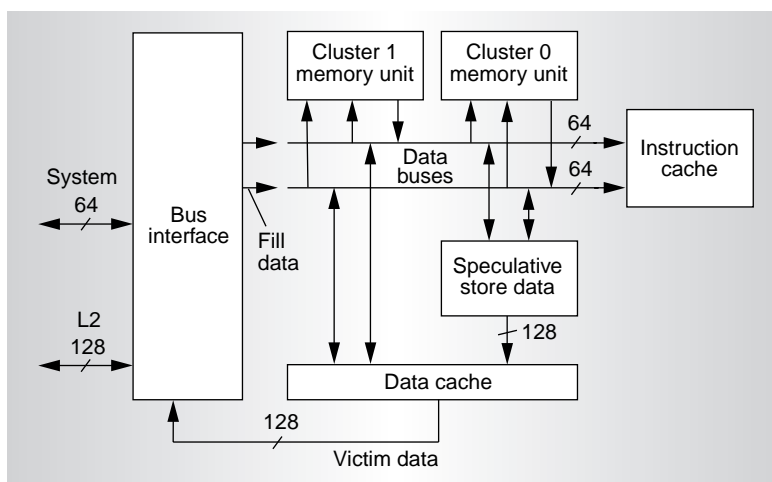 Cluster 1
memory unit
Cluster 0
memory unit
64
Data
buses
64
Instruction
cache
System
64
Bus
interface
Fill
data
Speculative
store data
L2
128
128
Data cache
128
Victim data